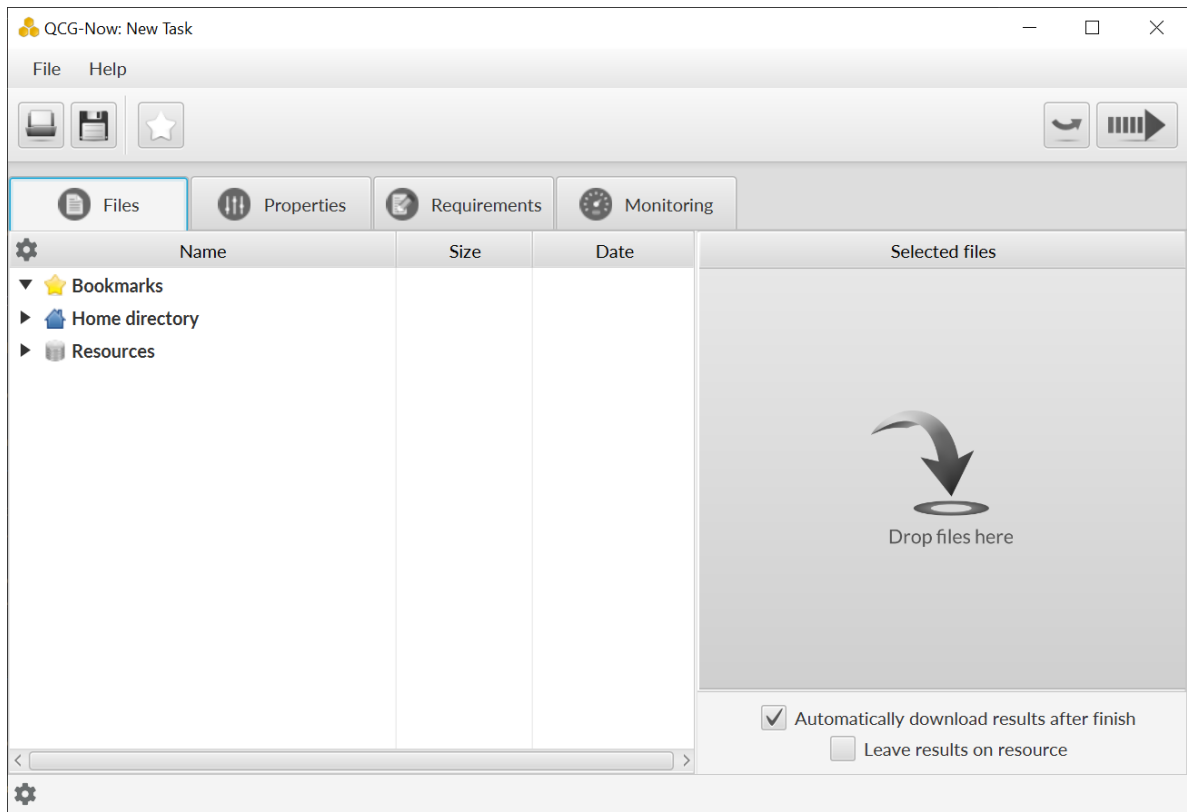 QCG-Now: New Task
File Help
Files Properties Requirements Monitoring
Name Size Date Selected files
Bookmarks
Home directory
Resources
Drop files here
Automatically download results after finish
Leave results on resource